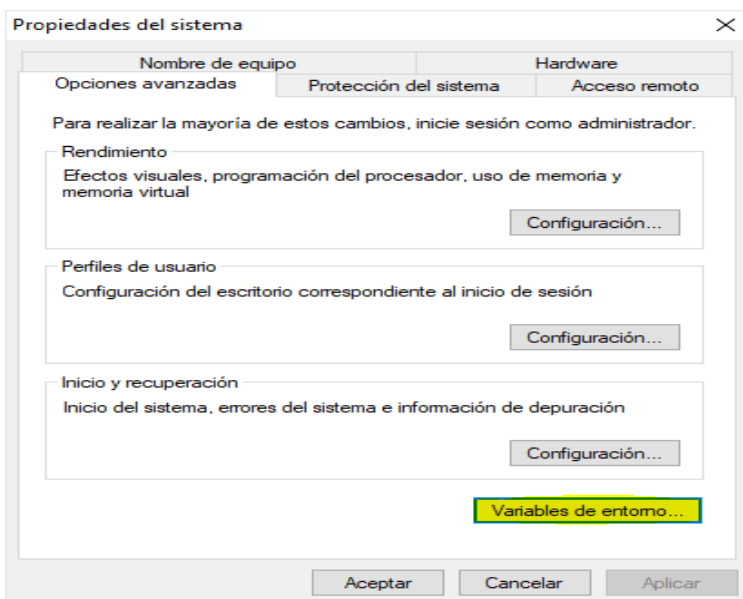 Propiedades del sistema
Nombre de equipo
Hardware
Opciones avanzadas
Protección del sistema
Acceso remoto
Para realizar la mayoría de estos cambios, inicie sesión como administrador.
Rendimiento
Efectos visuales, programación del procesador, uso de memoria y
memoria virtual
Configuración...
Perfiles de usuario
Configuración del escritorio correspondiente al inicio de sesión
Configuración...
Inicio y recuperación
Inicio del sistema, errores del sistema e información de depuración
Configuración...
Variables de entorno...
Aceptar
Cancelar
Aplicar